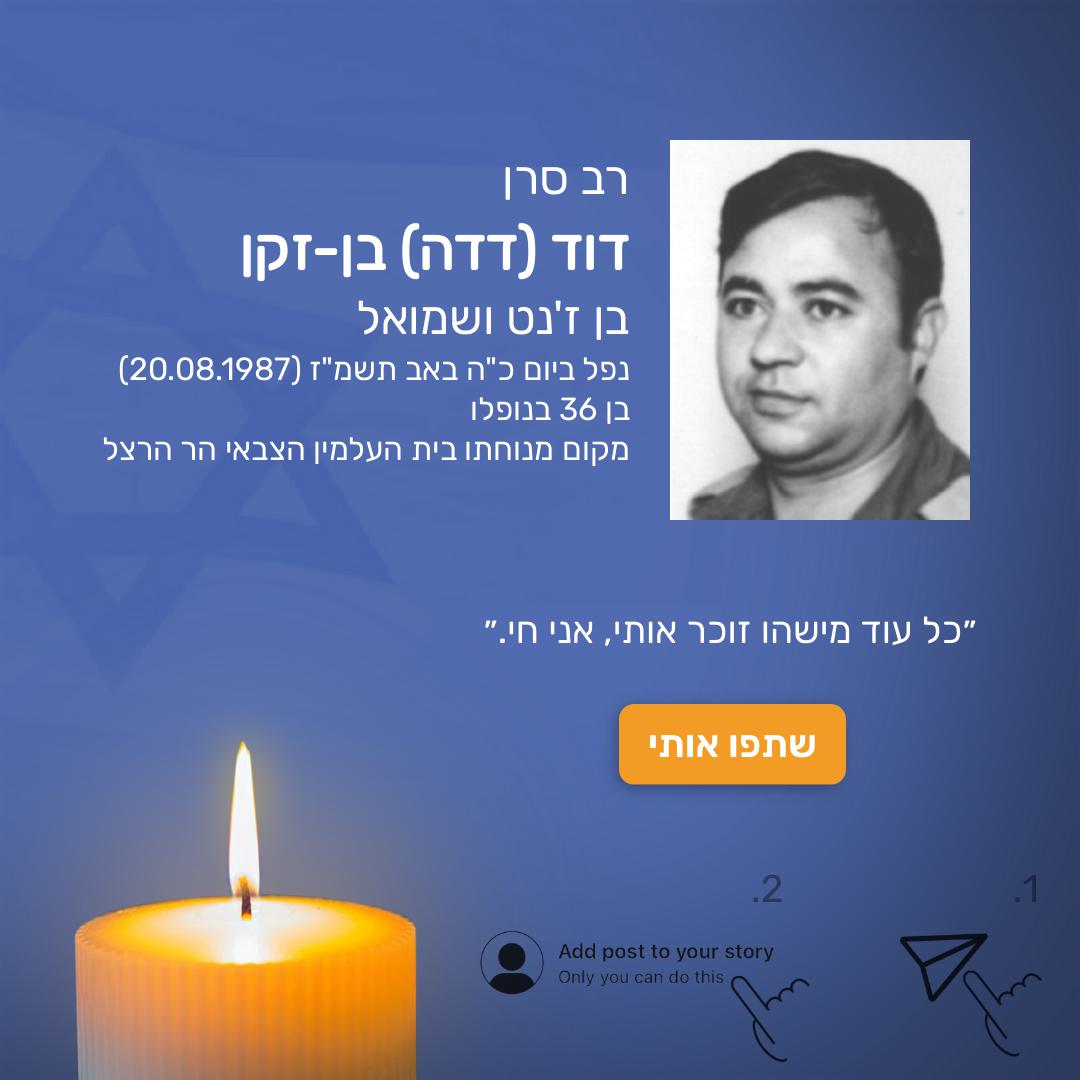 רב סרן
דוד (דדה) בן-זקן
בן ז'נט ושמואל
נפל ביום כ"ה באב תשמ"ז (20.08.1987)
בן 36 בנופלו
מקום מנוחתו בית העלמין הצבאי הר הרצל
״כל עוד מישהו זוכר אותי, אני חי.״
שתפו אותי
1.
2.
Add post to your story
Only you can do this